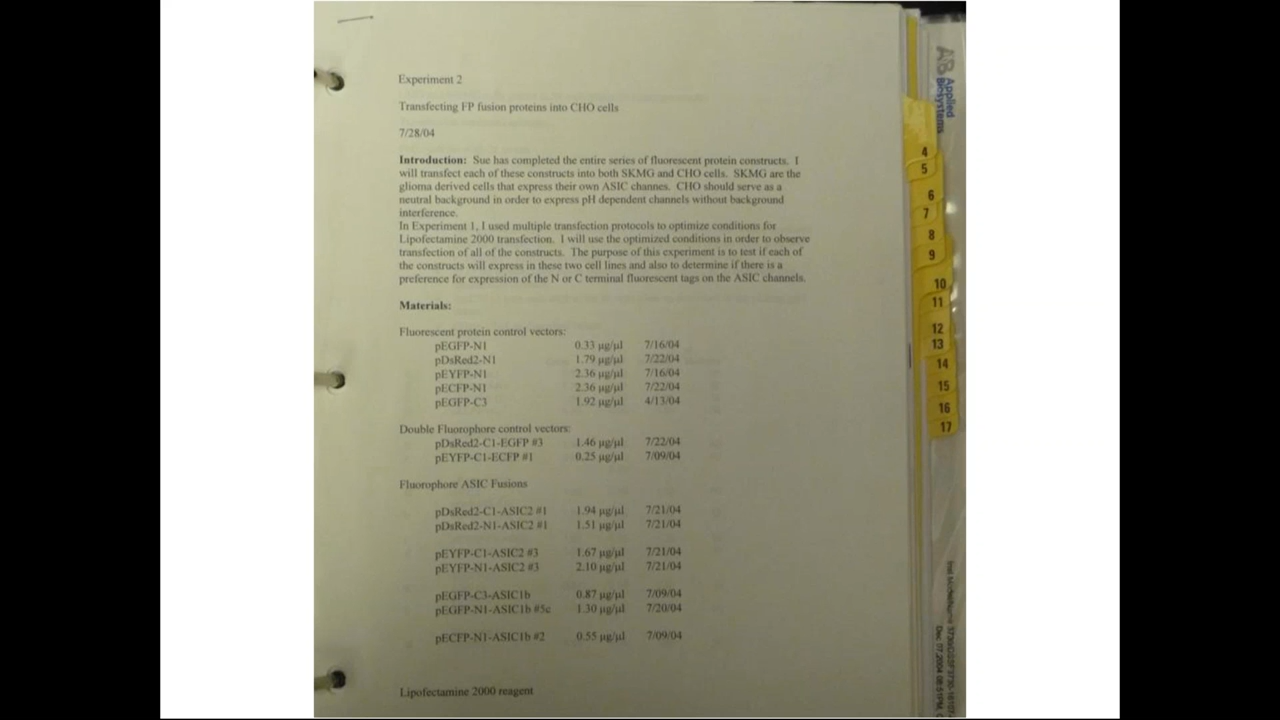 Experiment 2
Transfecting FP fusion proteins into CHO cells
7/28/04
Introduction: Sue has completed the entire series of fluorescent protein constructs. I
will transfect each of these constructs into both SKMG and CHO cells. SKMG are the
glioma derived cells that express their own ASIC channes. CHO should serve as a
neutral background in order to express pH dependent channels without background
interference.
In Experiment 1, I used multiple transfection protocols to optimize conditions for
Lipofectamine 2000 transfection. I will use the optimized conditions in order to observe
transfection of all of the constructs. The purpose of this experiment is to test if each of
the constructs will express in these two cell lines and also to determine if there is a
preference for expression of the N or C terminal fluorescent tags on the ASIC channels.
Materials:
Fluorescent protein control vectors:
pEGFP-N1 0.33 µg/µl 7/16/04
pDsRed2-N1 1.79 µg/µl 7/22/04
pEYFP-N1 2.36 µg/µl 7/16/04
pECFP-N1 2.36 µg/µl 7/22/04
pEGFP-C3 1.92 µg/µl 4/13/04
Double Fluorophore control vectors:
pDsRed2-C1-EGFP #3 1.46 µg/µl 7/22/04
pEYFP-C1-ECFP #1 0.25 µg/µl 7/09/04
Fluorophore ASIC Fusions
pDsRed2-C1-ASIC2 #1 1.94 µg/µl 7/21/04
pDsRed2-N1-ASIC2 #1 1.51 µg/µl 7/21/04
pEYFP-C1-ASIC2 #3 1.67 µg/µl 7/21/04
pEYFP-N1-ASIC2 #3 2.10 µg/µl 7/21/04
pEGFP-C3-ASIC1b 0.87 µg/µl 7/09/04
pEGFP-N1-ASIC1b #5c 1.30 µg/µl 7/20/04
pECFP-N1-ASIC1b #2 0.55 µg/µl 7/09/04
Lipofectamine 2000 reagent
4
5
6
7
8
9
10
11
12
13
14
15
16
17
AB Applied
Biosystems
Dec 07,2004